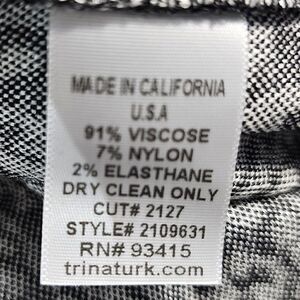 MADE IN CALIFORNIA
U.S.A
91% VISCOSE
7% NYLON
2% ELASTHANE
DRY CLEAN ONLY
CUT# 2127
STYLE# 2109631
RN# 93415
trinaturk.com